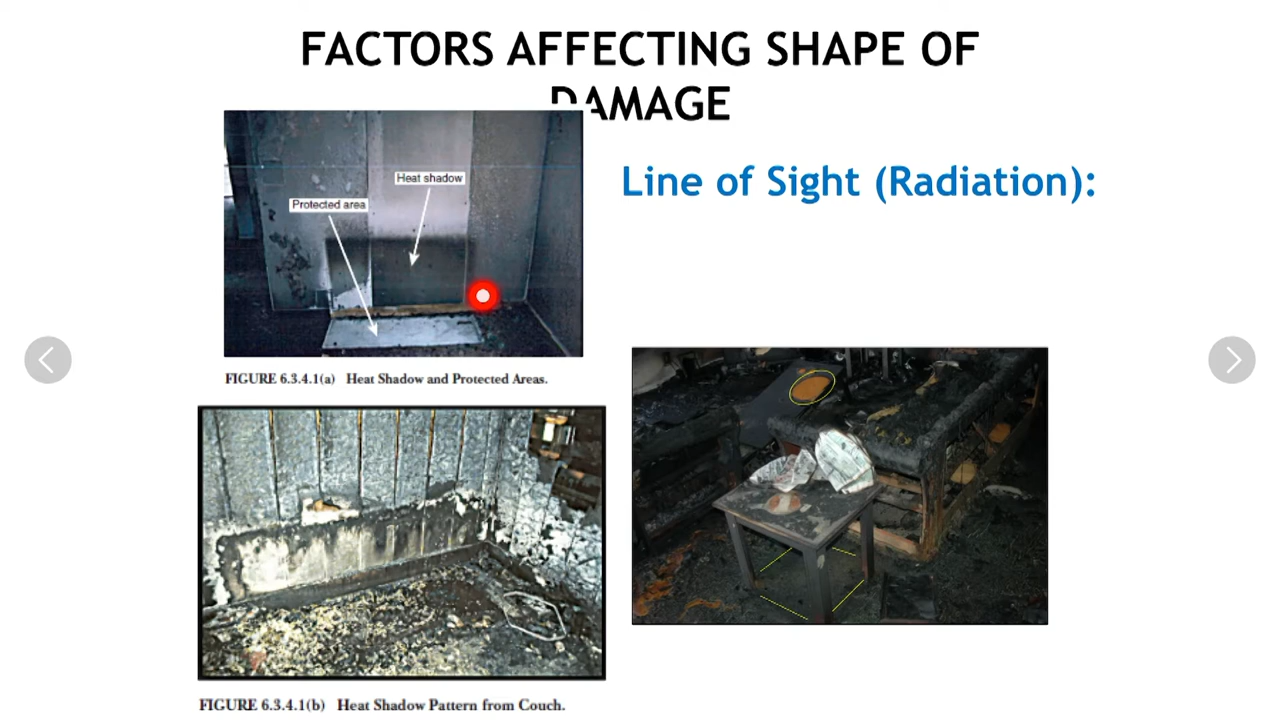 FACTORS AFFECTING SHAPE OF
DAMAGE
Heat shadow
Protected area
Line of Sight (Radiation):
FIGURE 6.3.4.1(a) Heat Shadow and Protected Areas.
FIGURE 6.3.4.1(b) Heat Shadow Pattern from Couch.